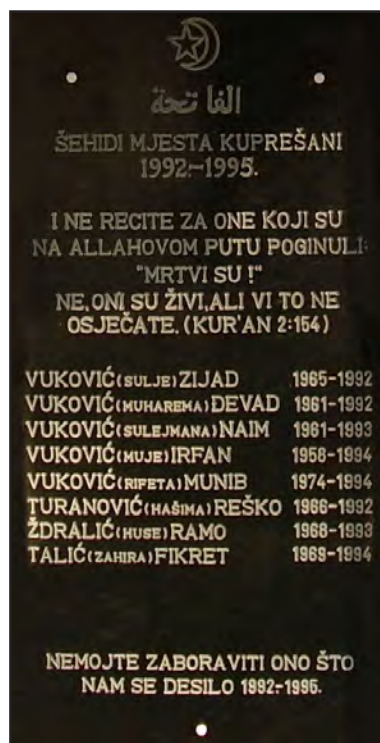 الفاتحة
ŠEHIDI MJESTA KUPREŠANI
1992.-1995.
I NE RECITE ZA ONE KOJI SU
NA ALLAHOVOM PUTU POGINULI:
"MRTVI SU !"
NE, ONI SU ŽIVI, ALI VI TO NE
OSJEČATE. (KUR'AN 2:154)
VUKOVIĆ (SULJE) ZIJAD 1965-1992
VUKOVIĆ (MUHAREMA) DEVAD 1961-1992
VUKOVIĆ (SULEJMANA) NAIM 1961-1993
VUKOVIĆ (MUJE) IRFAN 1958-1994
VUKOVIĆ (RIFETA) MUNIB 1974-1994
TURANOVIĆ (HAŠIMA) REŠKO 1966-1992
ŽDRALIĆ (HUSE) RAMO 1968-1993
TALIĆ (ZAHIRA) FIKRET 1969-1994
NEMOJTE ZABORAVITI ONO ŠTO
NAM SE DESILO 1992.-1995.